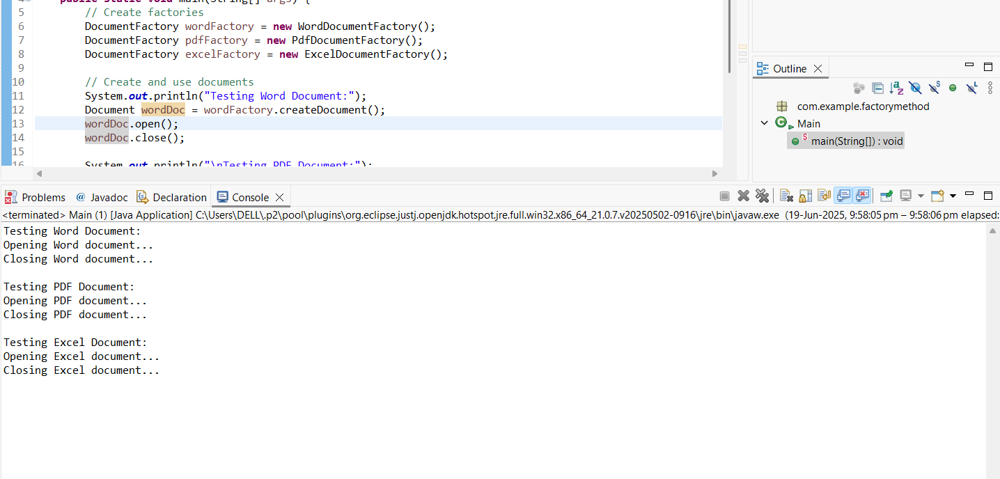 4 public static void main(String[] args) {
5 // Create factories
6 DocumentFactory wordFactory = new WordDocumentFactory();
7 DocumentFactory pdfFactory = new PdfDocumentFactory();
8 DocumentFactory excelFactory = new ExcelDocumentFactory();
9
10 // Create and use documents
11 System.out.println("Testing Word Document:");
12 Document wordDoc = wordFactory.createDocument();
13 wordDoc.open();
14 wordDoc.close();
15
16 System.out.println("\nTesting PDF Document:");
Outline
com.example.factorymethod
Main
main(String[]) : void
Problems @ Javadoc Declaration Console
<terminated> Main (1) [Java Application] C:\Users\DELL\.p2\pool\plugins\org.eclipse.justj.openjdk.hotspot.jre.full.win32.x86_64_21.0.7.v20250502-0916\jre\bin\javaw.exe (19-Jun-2025, 9:58:05 pm – 9:58:06 pm elapsed:
Testing Word Document:
Opening Word document...
Closing Word document...
Testing PDF Document:
Opening PDF document...
Closing PDF document...
Testing Excel Document:
Opening Excel document...
Closing Excel document...